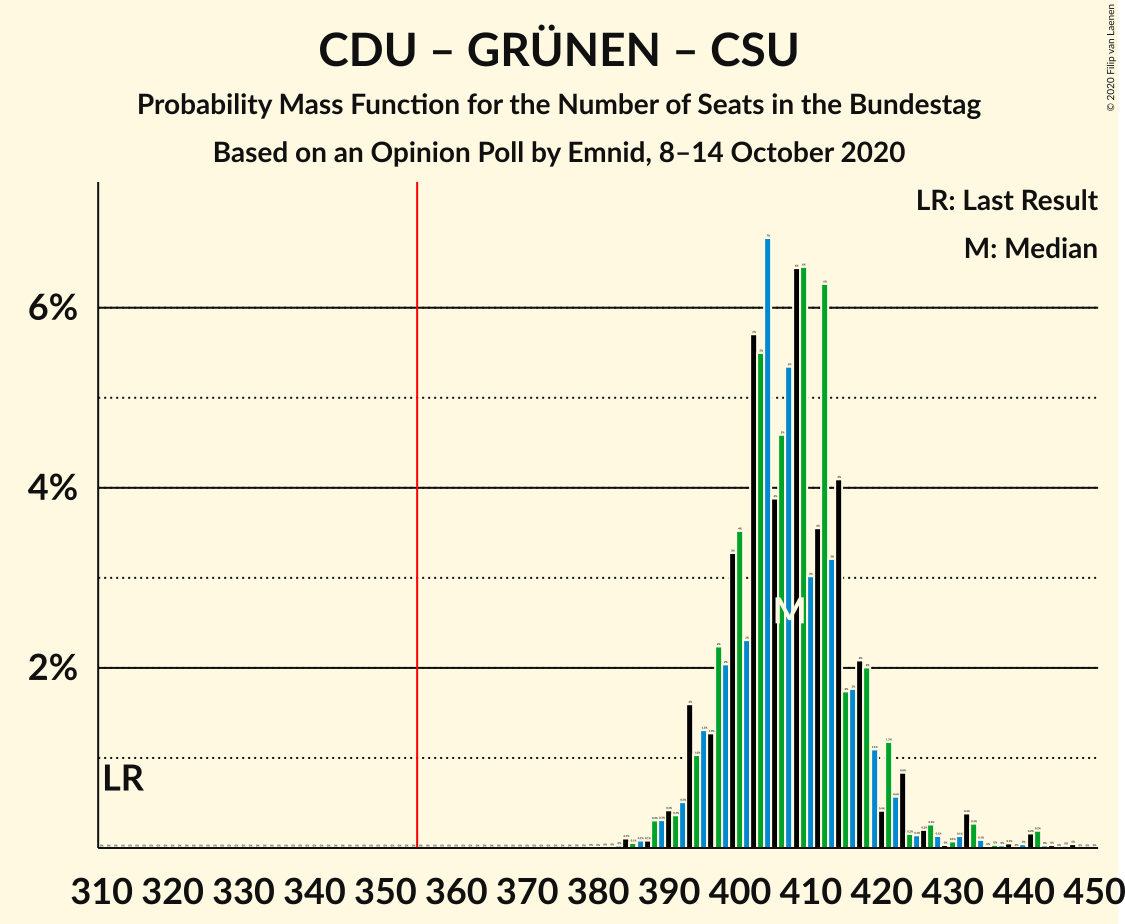 CDU – GRÜNEN – CSU
Probability Mass Function for the Number of Seats in the Bundestag
Based on an Opinion Poll by Emnid, 8–14 October 2020
© 2020 Filip van Laenen
LR: Last Result
M: Median
6%
4%
2%
M
LR
310 320 330 340 350 360 370 380 390 400 410 420 430 440 450